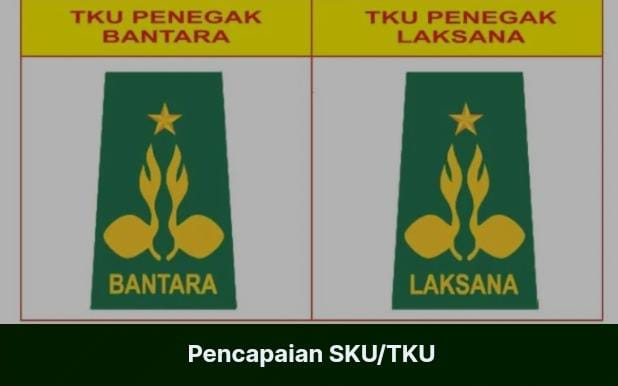 TKU PENEGAK
BANTARA
TKU PENEGAK
LAKSANA
BANTARA
LAKSANA
Pencapaian SKU/TKU